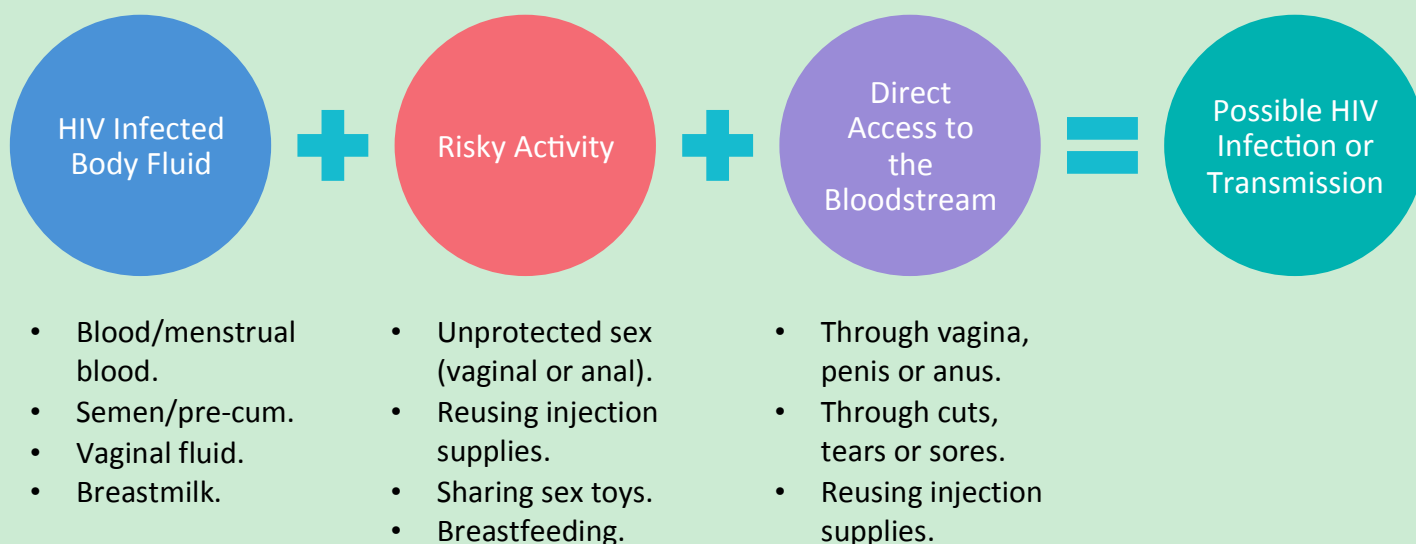 HIV Infected
Body Fluid
Risky Activity
Direct
Access to
the
Bloodstream
Possible HIV
Infection or
Transmission
• Blood/menstrual
blood.
• Semen/pre-cum.
• Vaginal fluid.
• Breastmilk.
• Unprotected sex
(vaginal or anal).
• Reusing injection
supplies.
• Sharing sex toys.
• Breastfeeding.
• Through vagina,
penis or anus.
• Through cuts,
tears or sores.
• Reusing injection
supplies.